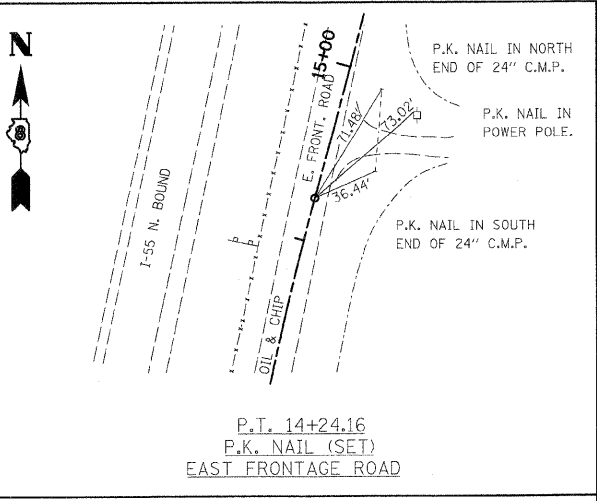 N
8
15+00
P.K. NAIL IN NORTH
END OF 24" C.M.P.
P.K. NAIL IN
POWER POLE.
P.K. NAIL IN SOUTH
END OF 24" C.M.P.
71.48'
73.02'
36.44'
E. FRONT. ROAD
I-55 N. BOUND
P
P
OIL & CHIP
P.T. 14+24.16
P.K. NAIL (SET)
EAST FRONTAGE ROAD